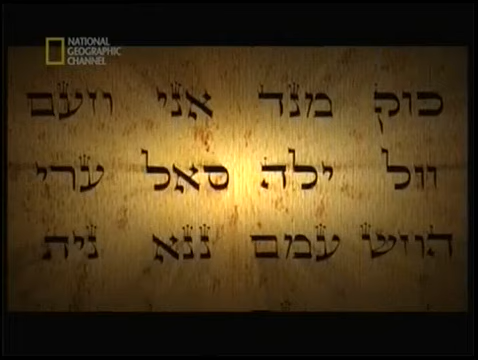 NATIONAL
GEOGRAPHIC
CHANNEL
כוק מנד אני חעם
וול ילה סאל ערי
החש עמם ננא נית